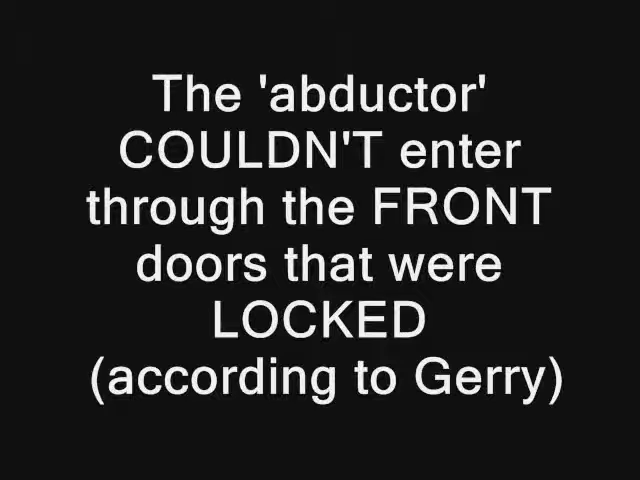 The 'abductor'
COULDN'T enter
through the FRONT
doors that were
LOCKED
(according to Gerry)